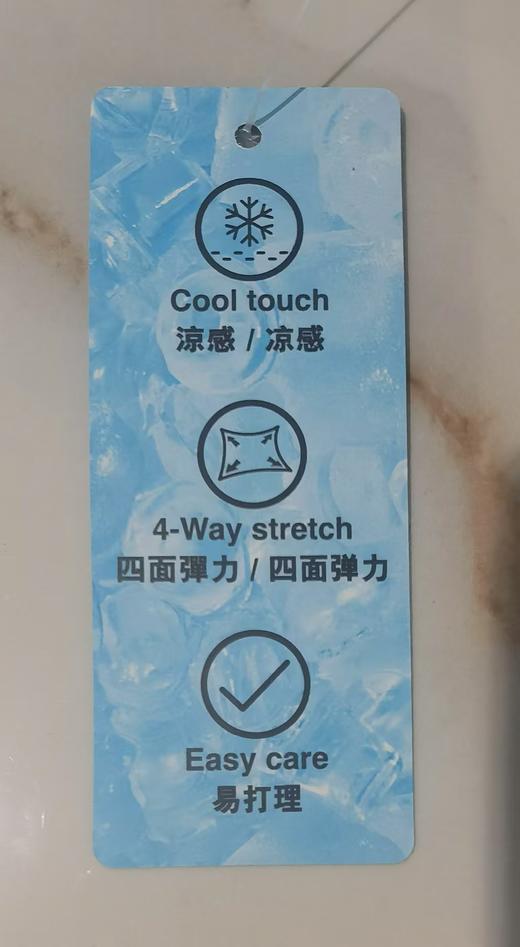 Cool touch
涼感 / 凉感
4-Way stretch
四面彈力 / 四面弹力
Easy care
易打理